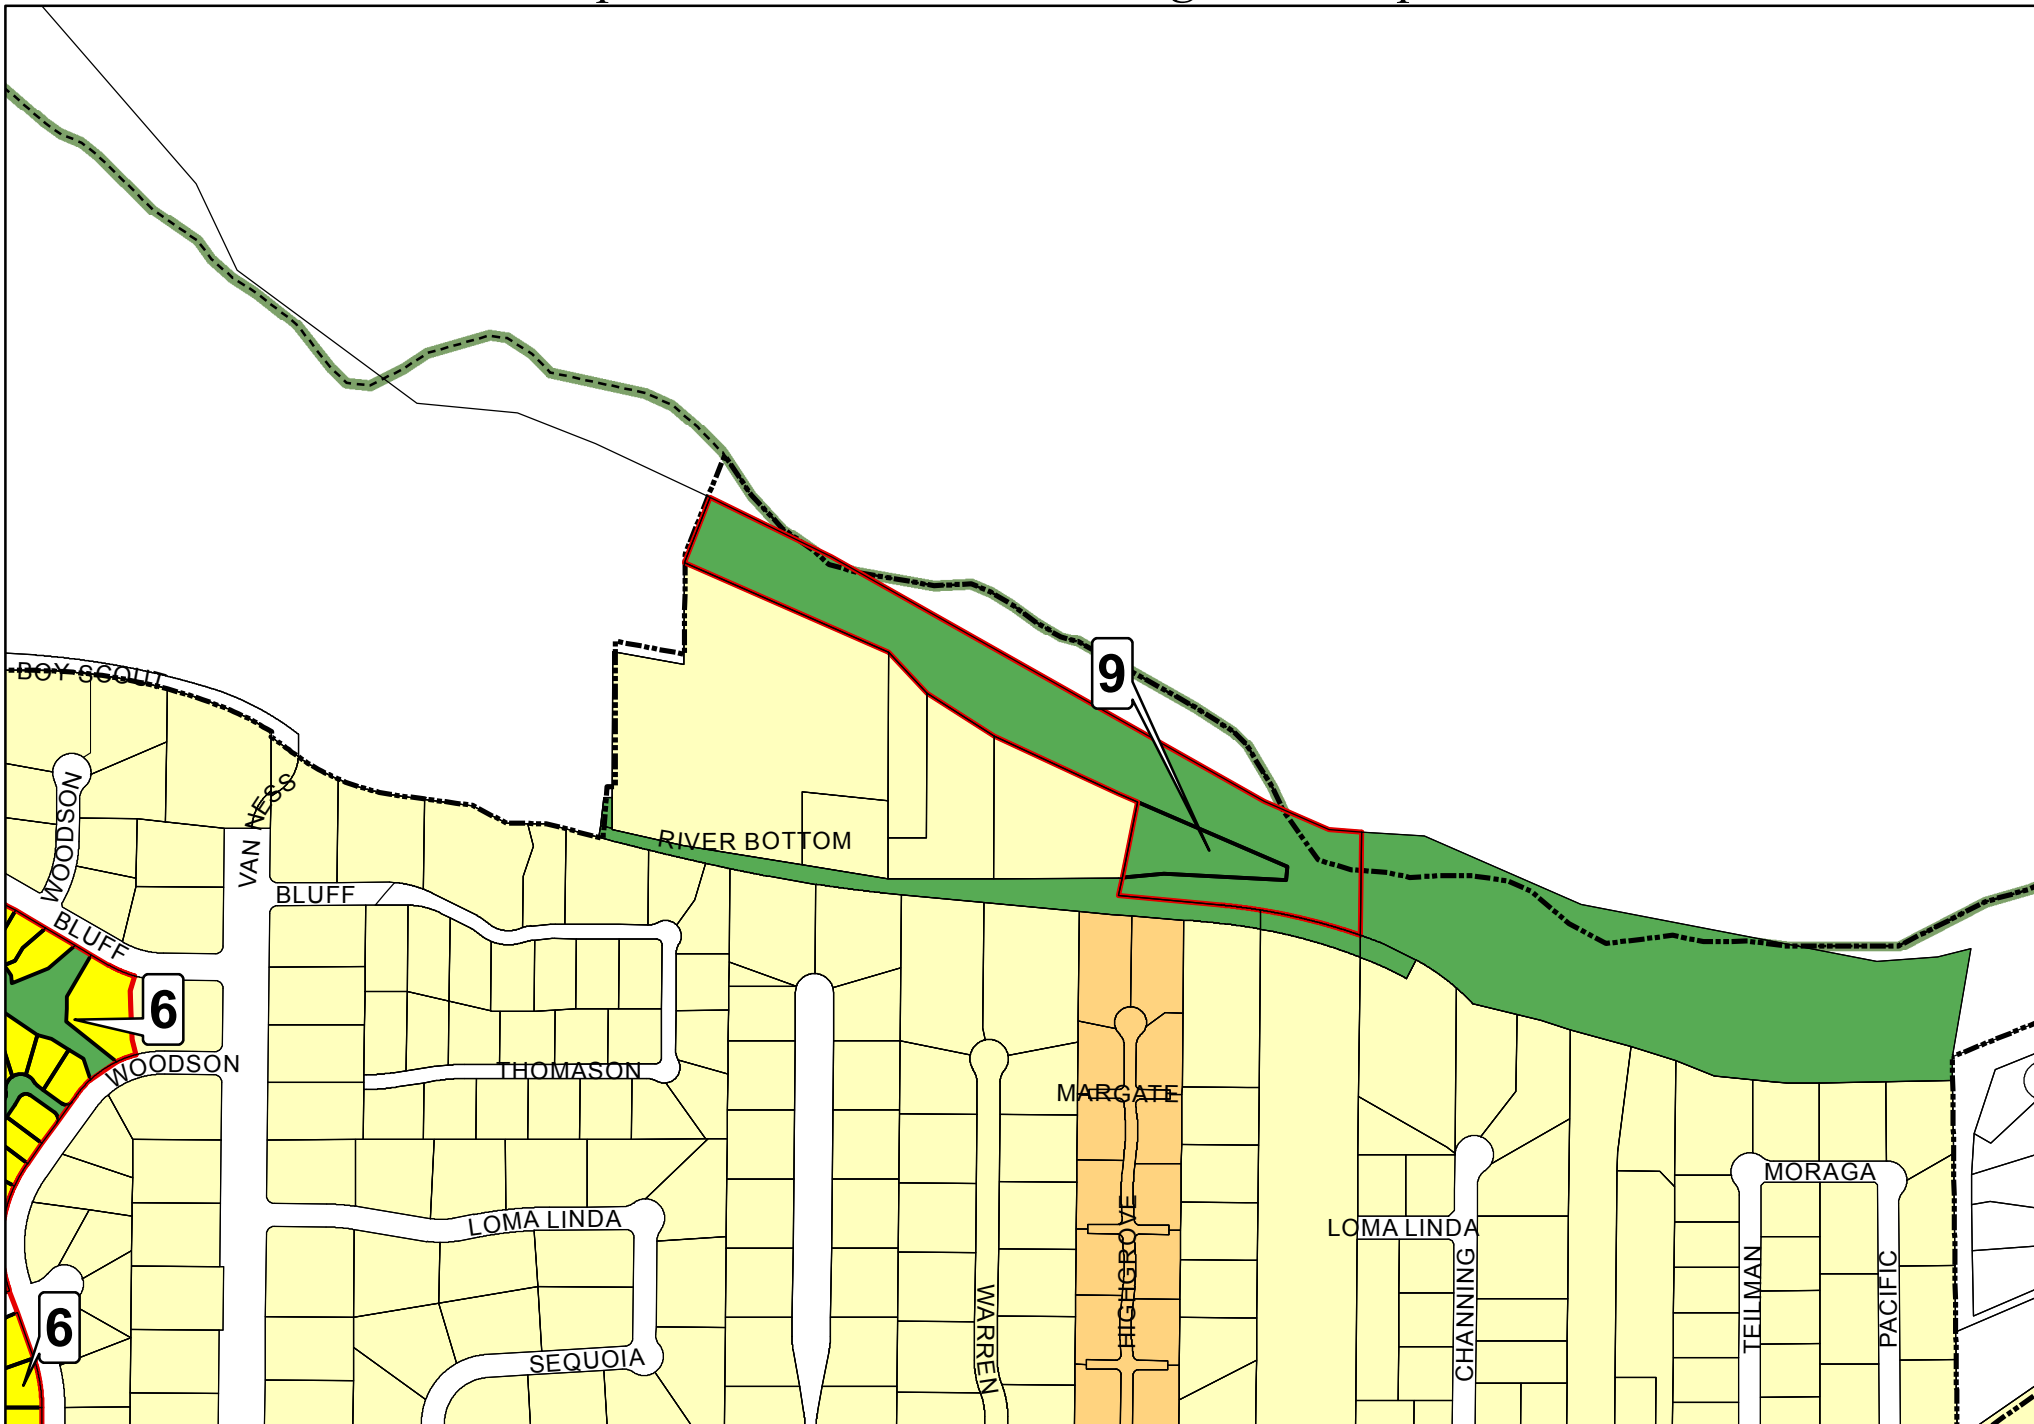 9
BOY SCOUT
WOODSON
VAN NESS
RIVER BOTTOM
BLUFF
BLUFF
6
WOODSON
THOMASON
MARGATE
MORAGA
LOMA LINDA
HIGHGROVE
LOMA LINDA
CHANNING
TEILMAN
PACIFIC
WARREN
6
SEQUOIA